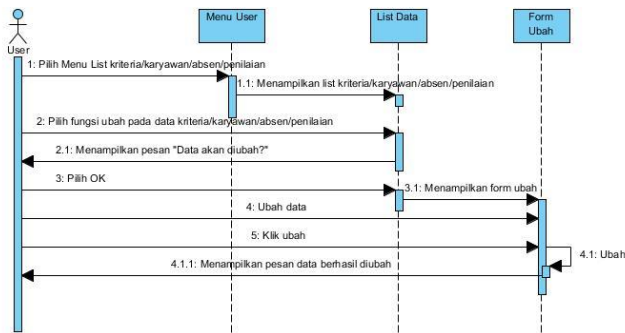 Menu User
List Data
Form
Ubah
User
1: Pilih Menu List kriteria/karyawan/absen/penilaian
1.1: Menampilkan list kriteria/karyawan/absen/penilaian
2: Pilih fungsi ubah pada data kriteria/karyawan/absen/penilaian
2.1: Menampilkan pesan "Data akan diubah?"
3: Pilih OK
3.1: Menampilkan form ubah
4: Ubah data
5: Klik ubah
4.1: Ubah
4.1.1: Menampilkan pesan data berhasil diubah